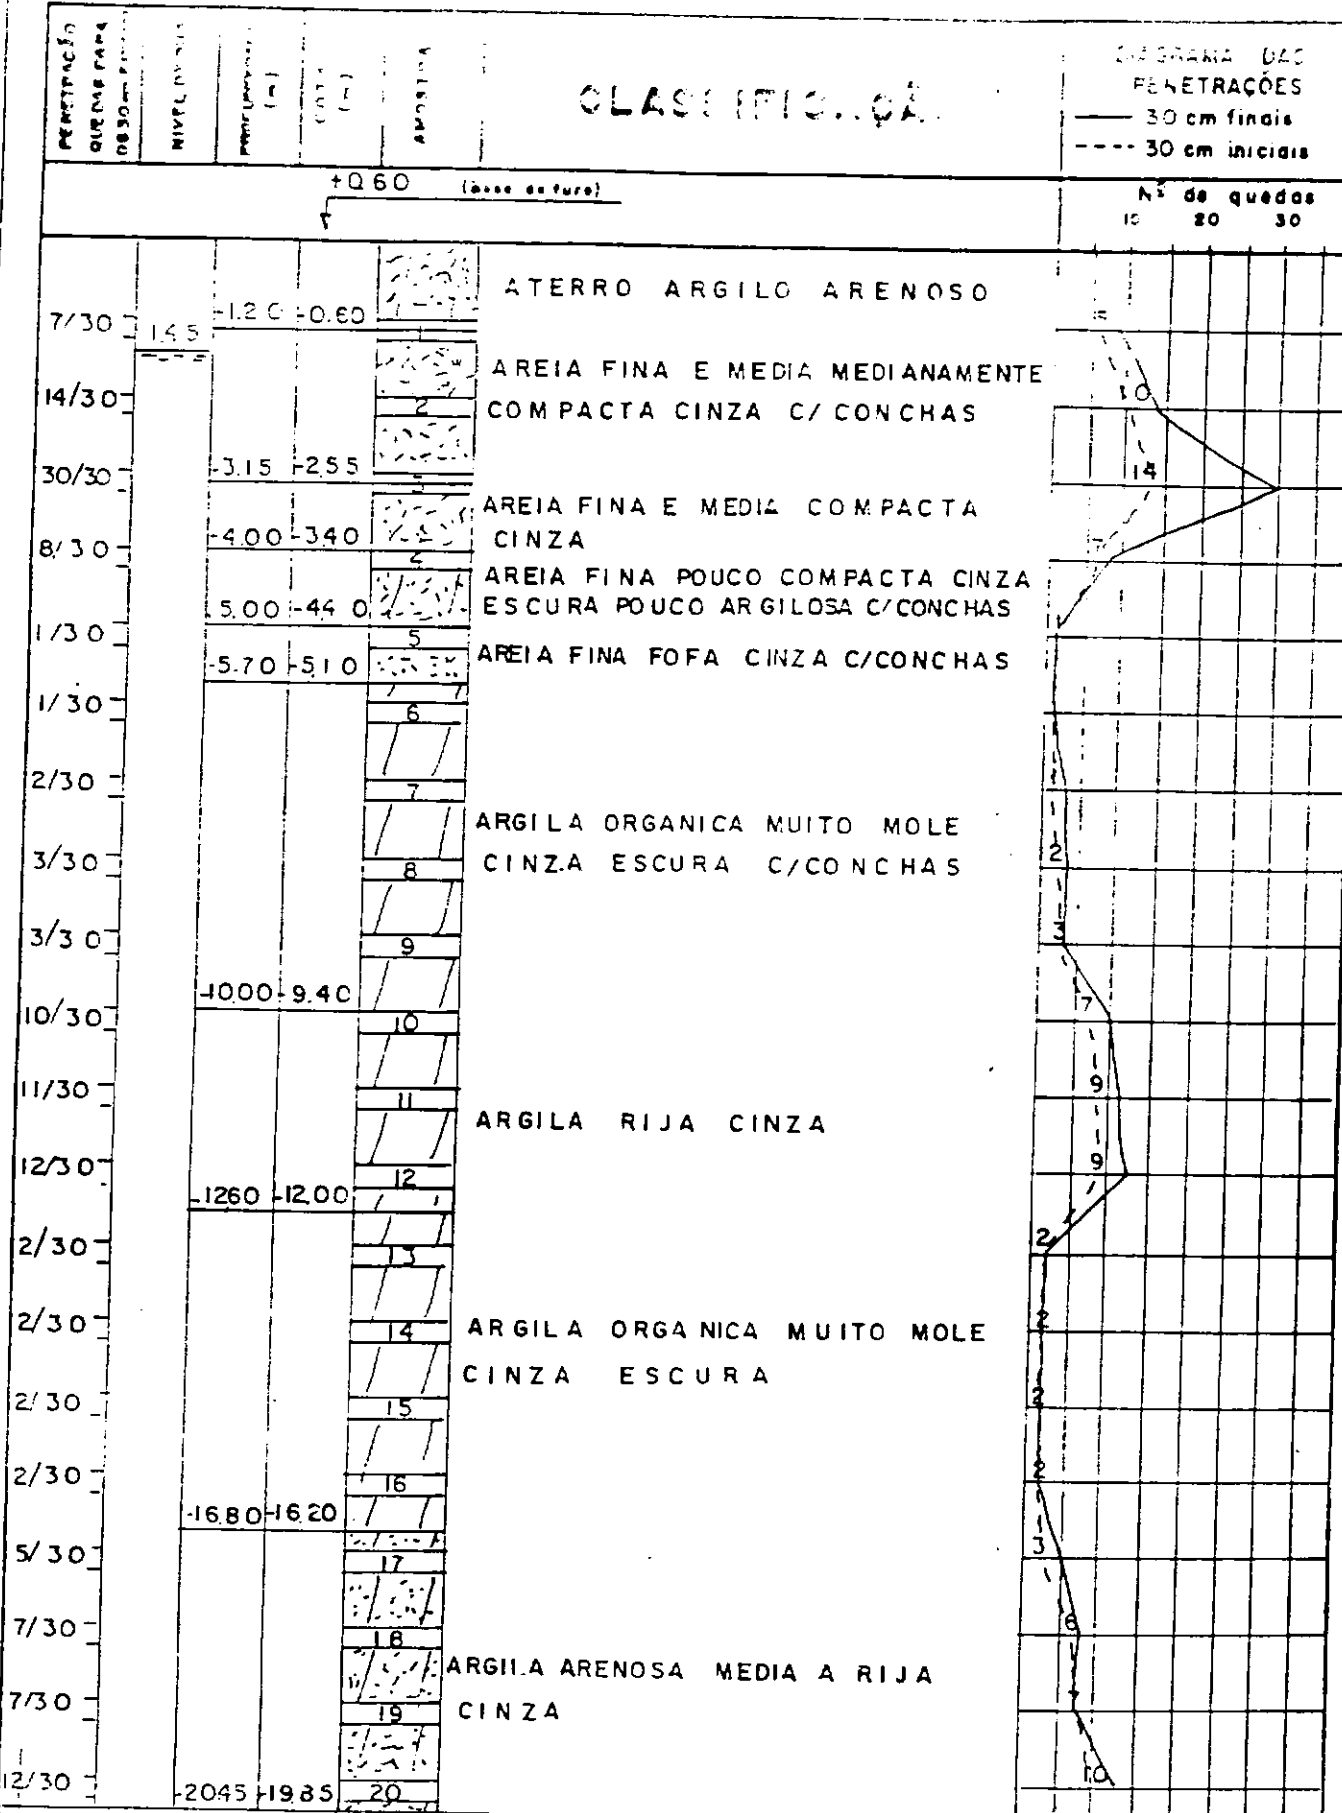 PENETRAÇÃO
QUEDAS PARA
(m)
(m)
AMOSTRA
PENETRAÇÕES
30 cm finais
30 cm iniciais
+0.60
Nº de quedas
10 20 30
7/30 1.45 -1.20 -0.60 ATERRO ARGILO ARENOSO
AREIA FINA E MEDIA MEDIANAMENTE
14/30 2 COMPACTA CINZA C/ CONCHAS
30/30 -3.15 -2.55 14
AREIA FINA E MEDIA COMPACTA
8/30 -4.00 -3.40 CINZA
AREIA FINA POUCO COMPACTA CINZA
5.00 -4.40 ESCURA POUCO ARGILOSA C/CONCHAS
1/30 5
-5.70 -5.10 AREIA FINA FOFA CINZA C/CONCHAS
1/30 6
2/30 7
ARGILA ORGANICA MUITO MOLE
3/30 8 CINZA ESCURA C/CONCHAS 2
3/30 9 3
-10.00 -9.40 7
10/30 10
11/30 11 9
ARGILA RIJA CINZA
12/30 12 9
-12.60 -12.00
2/30 13 2
2/30 14 ARGILA ORGANICA MUITO MOLE 2
CINZA ESCURA
2/30 15 2
2/30 16 2
-16.80 -16.20
5/30 17 3
7/30 18 6
ARGILA ARENOSA MEDIA A RIJA
7/30 19 CINZA
12/30 -20.45 -19.85 20 10